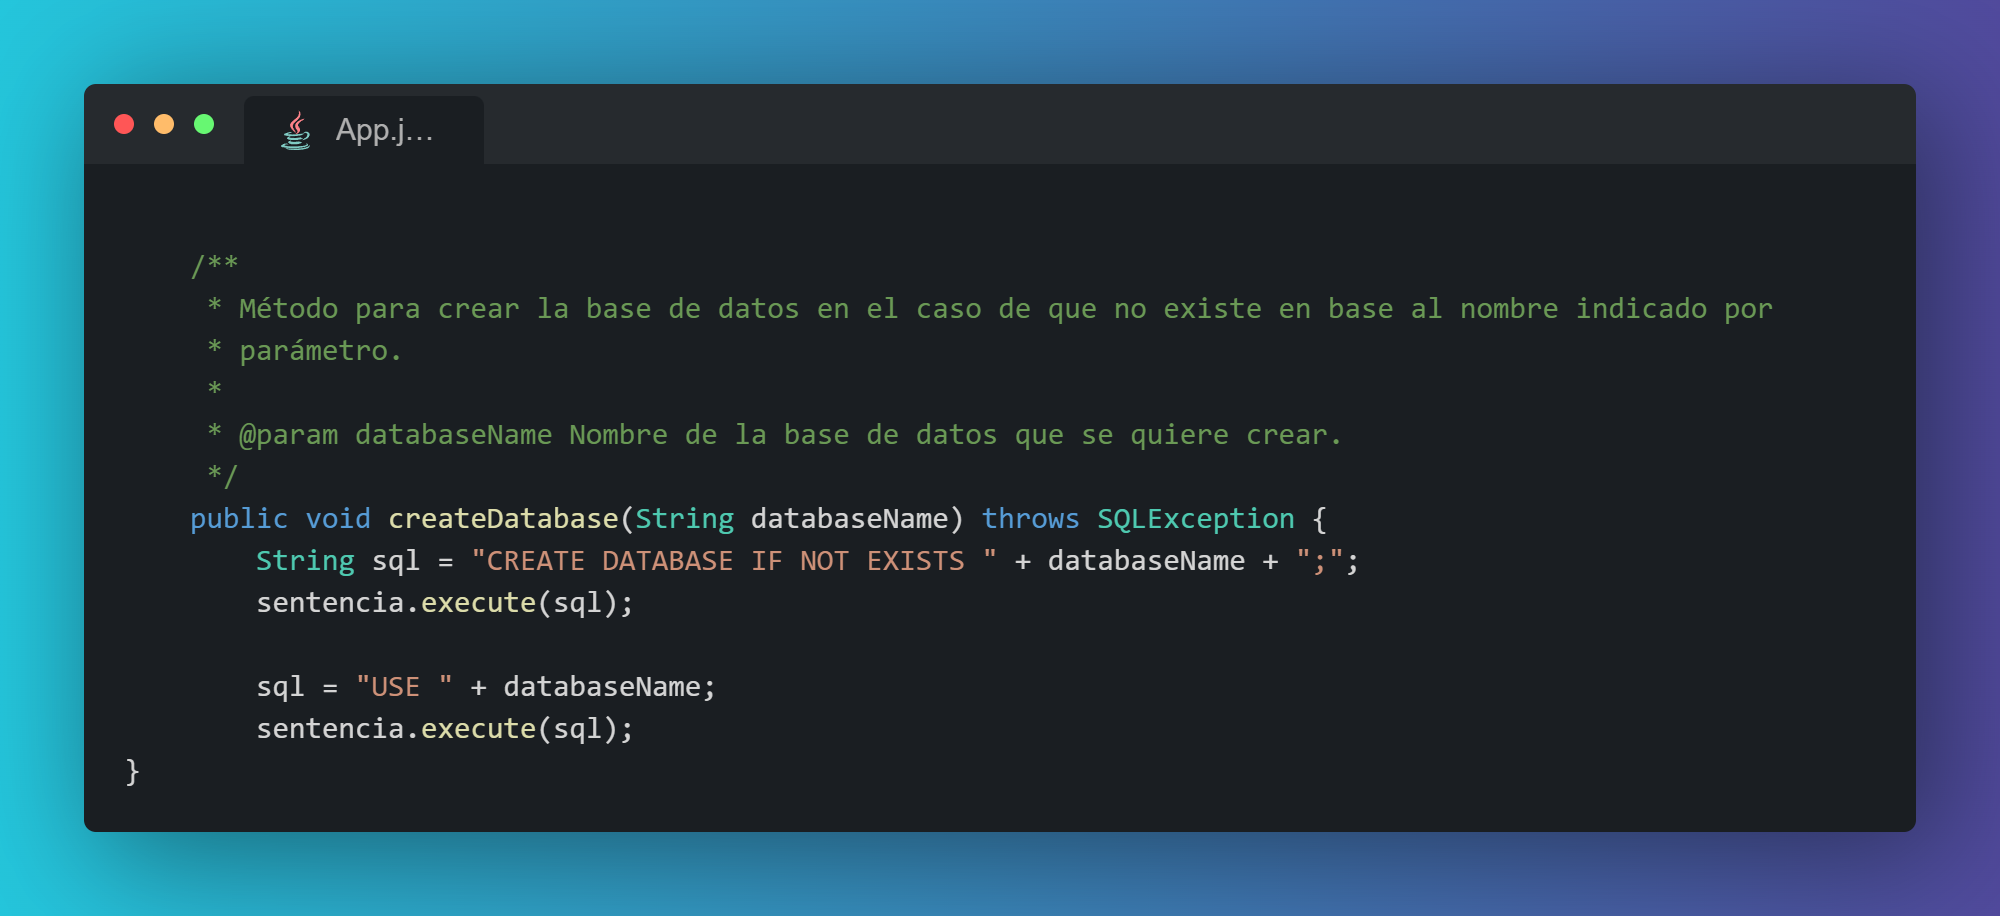 App.j...
/**
 * Método para crear la base de datos en el caso de que no existe en base al nombre indicado por
 * parámetro.
 *
 * @param databaseName Nombre de la base de datos que se quiere crear.
 */
public void createDatabase(String databaseName) throws SQLException {
    String sql = "CREATE DATABASE IF NOT EXISTS " + databaseName + ";";
    sentencia.execute(sql);

    sql = "USE " + databaseName;
    sentencia.execute(sql);
}